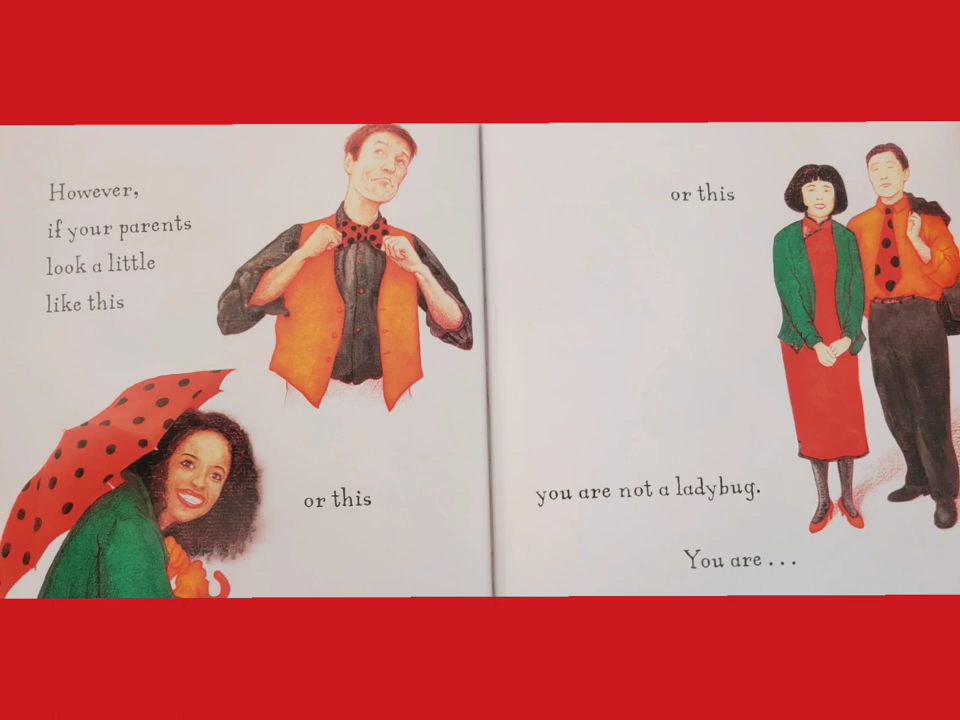 However,
if your parents
look a little
like this
or this
or this
you are not a ladybug.
You are . . .